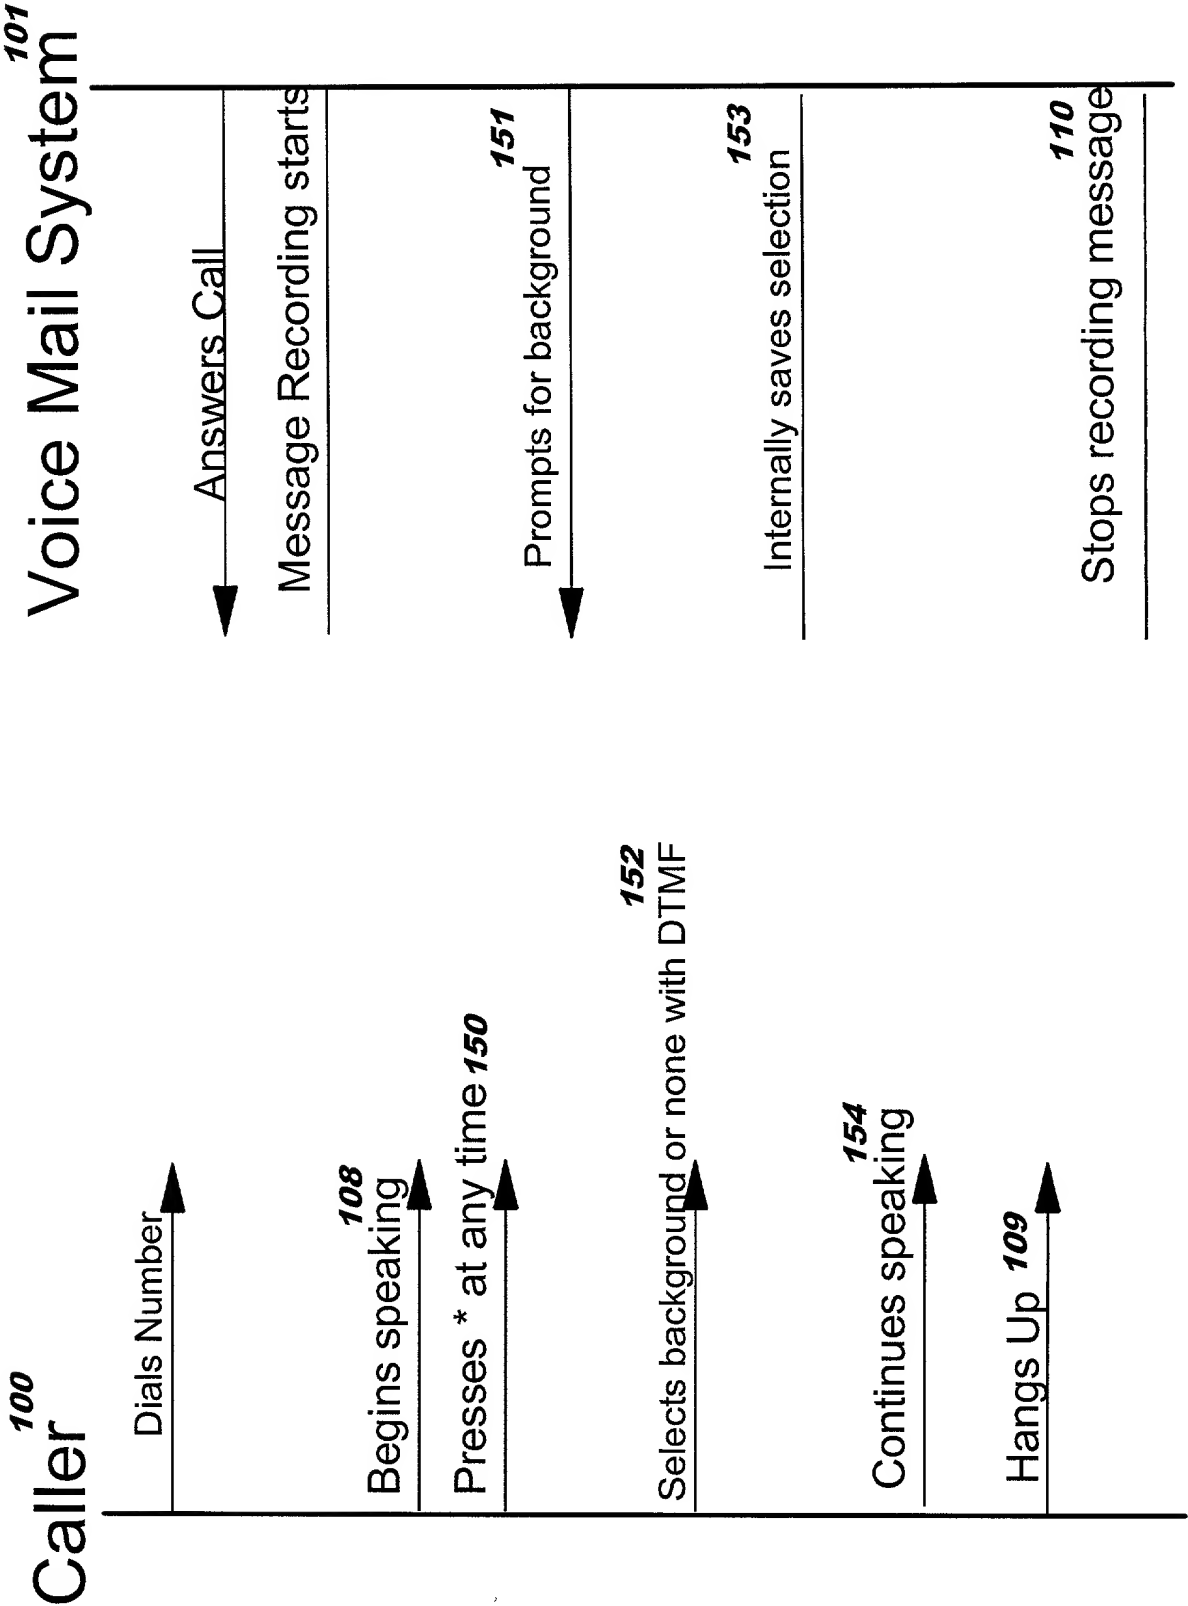 Caller 100
Voice Mail System 101
Dials Number
Answers Call
Message Recording starts
Begins speaking 108
Presses * at any time 150
Prompts for background 151
Selects background or none with DTMF 152
Internally saves selection 153
Continues speaking 154
Hangs Up 109
Stops recording message 110